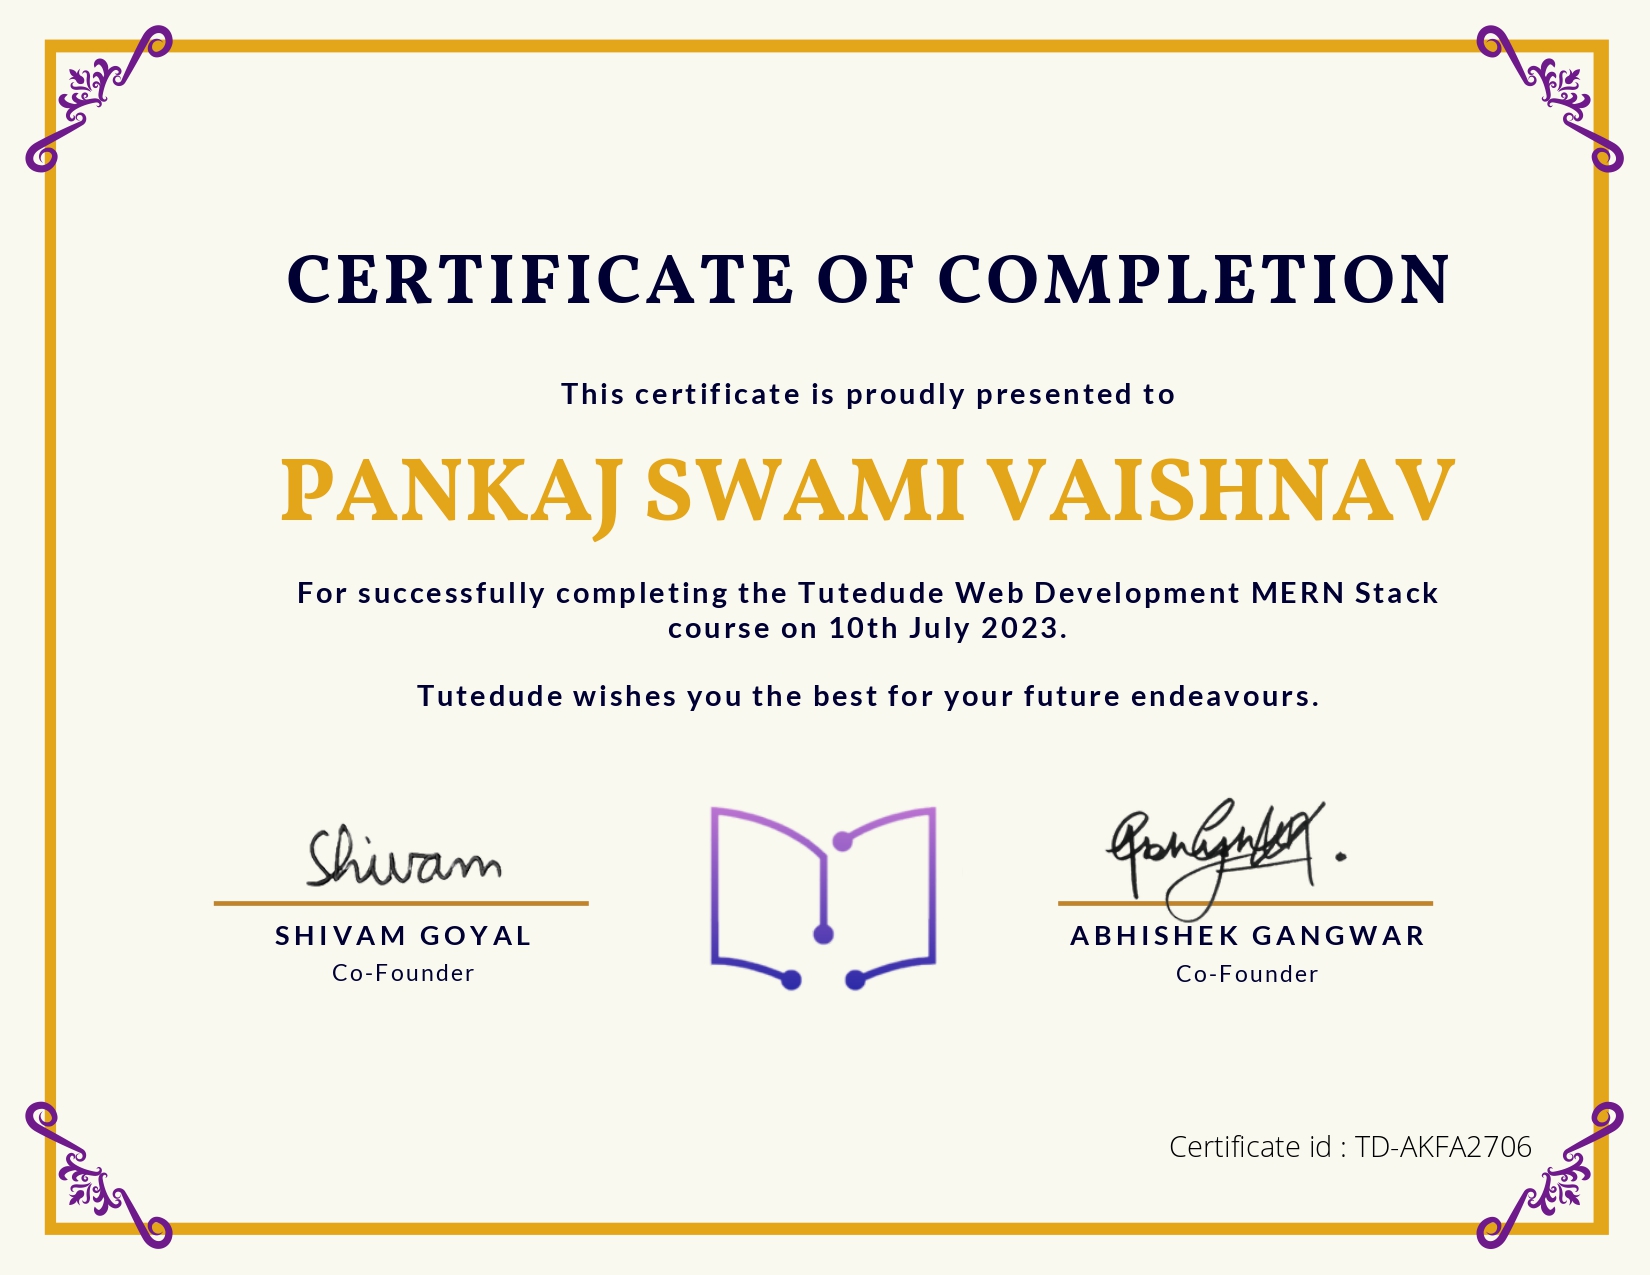 CERTIFICATE OF COMPLETION
This certificate is proudly presented to
PANKAJ SWAMI VAISHNAV
For successfully completing the Tutedude Web Development MERN Stack
course on 10th July 2023.
Tutedude wishes you the best for your future endeavours.
Shivam
SHIVAM GOYAL
Co-Founder
ABHISHEK GANGWAR
Co-Founder
Certificate id : TD-AKFA2706